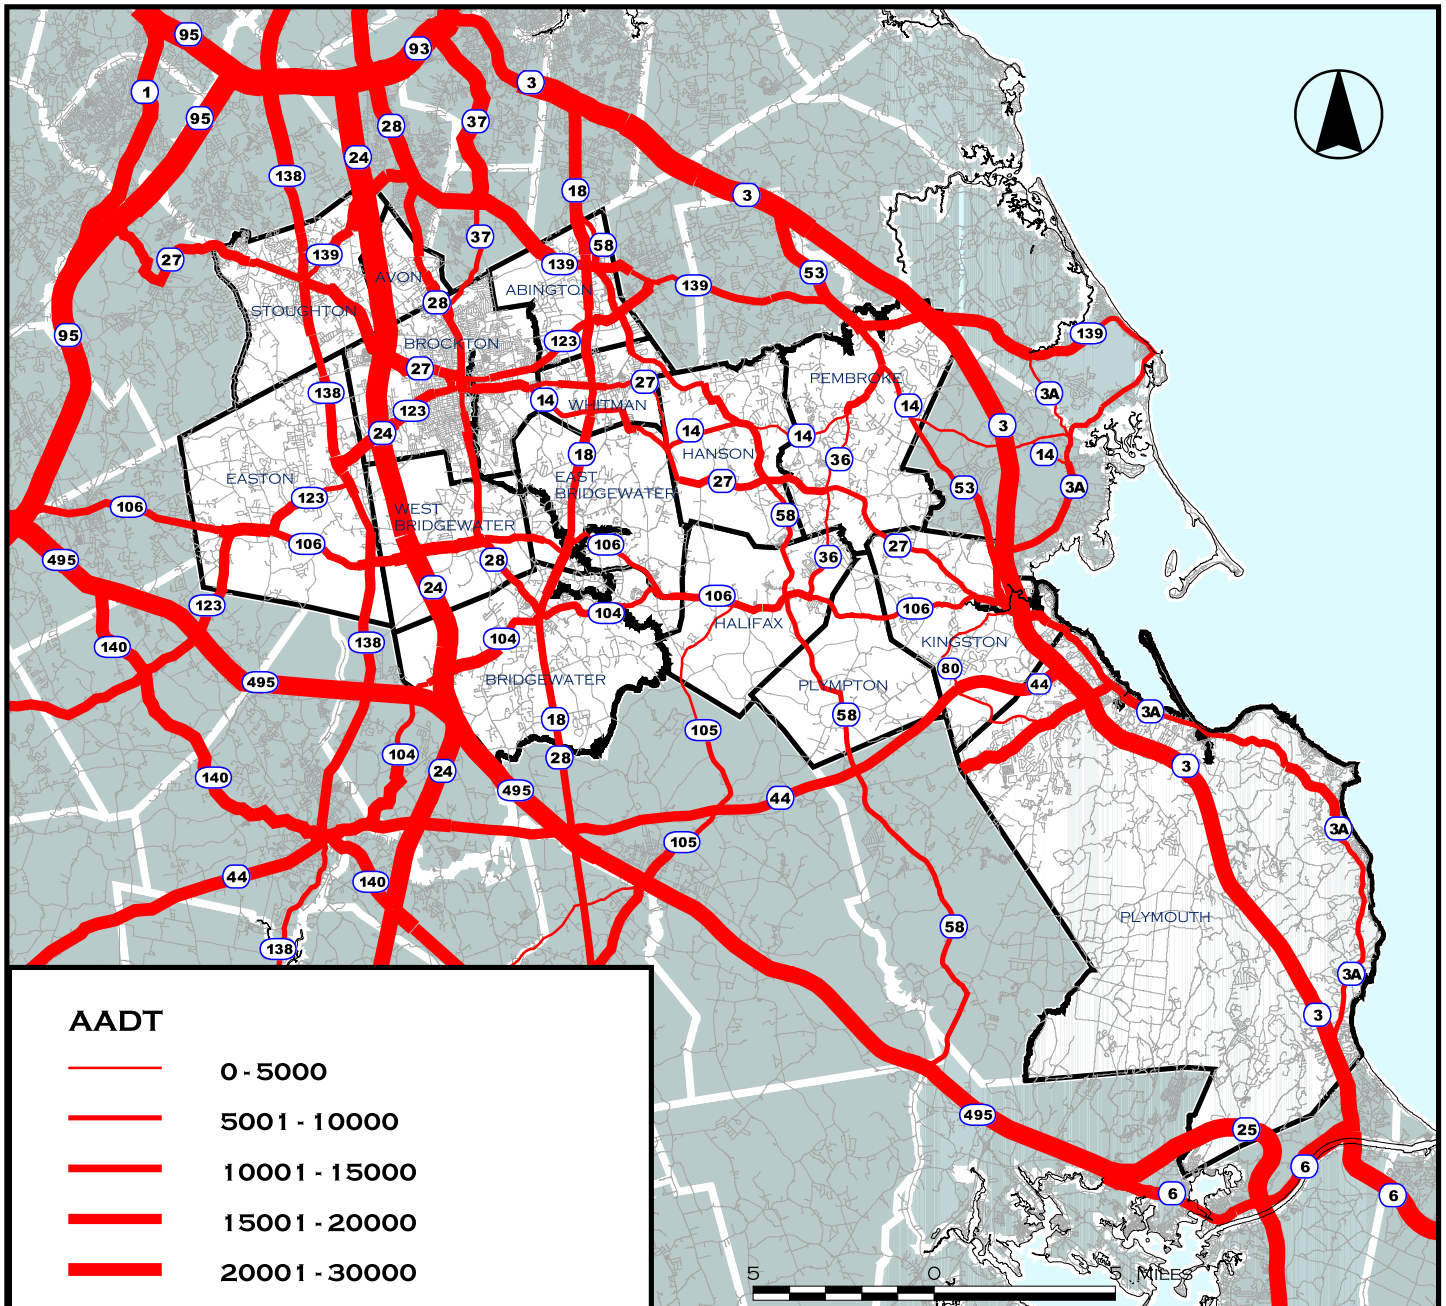 95
93
3
1
95
28
37
24
138
18
3
37
58
139
27
139
53
AVON
139
ABINGTON
28
STOUGHTON
95
139
123
BROCKTON
27
PEMBROKE
27
138
3A
14
123
WHITMAN
14
3
14
24
14
18
HANSON
14
36
EASTON
EAST
BRIDGEWATER
27
53
3A
123
106
WEST
BRIDGEWATER
58
106
106
27
495
28
36
24
106
123
104
106
HALIFAX
138
104
KINGSTON
140
80
495
BRIDGEWATER
PLYMPTON
44
18
58
3A
105
104
28
24
3
140
495
44
3A
105
44
140
PLYMOUTH
58
138
3A
3
AADT
0 - 5000
5001 - 10000
10001 - 15000
15001 - 20000
20001 - 30000
495
25
6
6
6
5 0 5 MILES